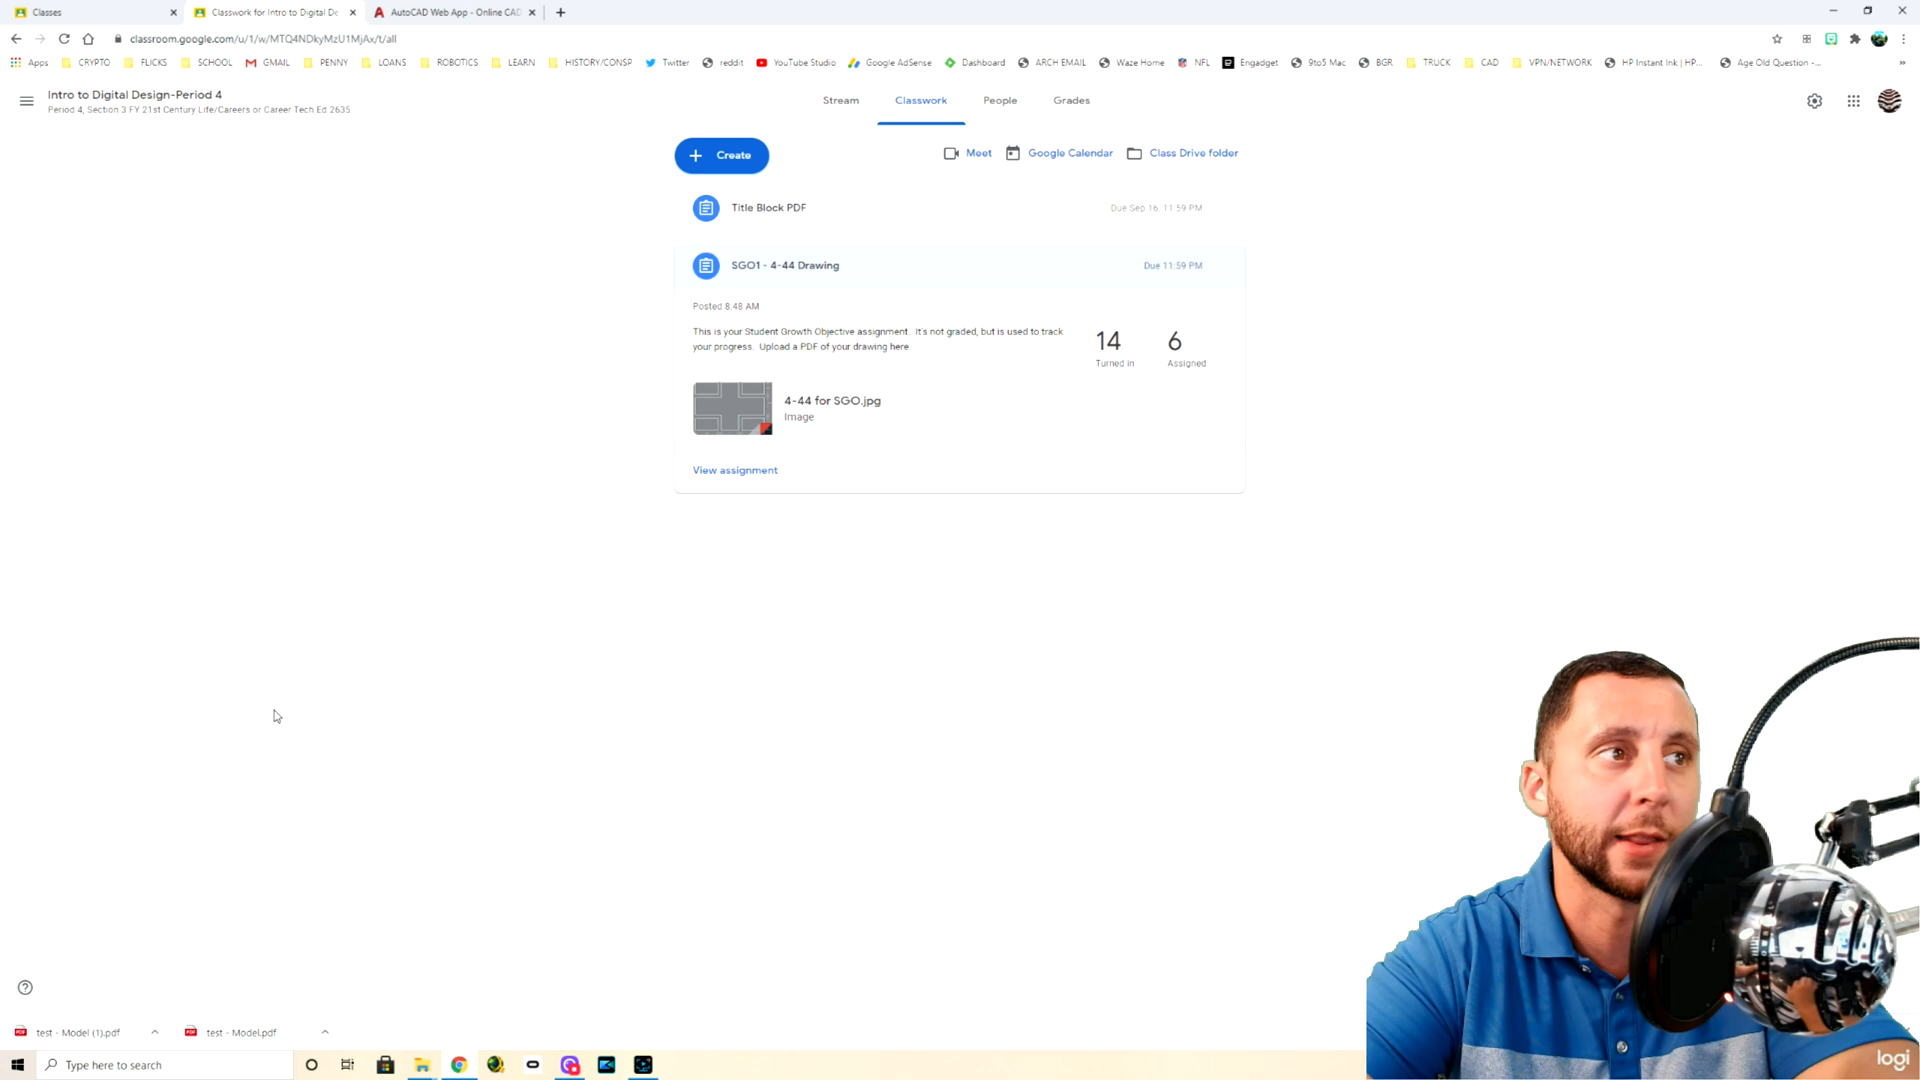 Classes
Classwork for Intro to Digital De
AutoCAD Web App - Online CAD
classroom.google.com/u/1/w/MTQ4NDkyMzU1MjAx/t/all
Apps CRYPTO FLICKS SCHOOL GMAIL PENNY LOANS ROBOTICS LEARN HISTORY/CONSP Twitter reddit YouTube Studio Google AdSense Dashboard ARCH EMAIL Waze Home NFL Engadget 9to5 Mac BGR TRUCK CAD VPN/NETWORK HP Instant Ink | HP... Age Old Question -...
Intro to Digital Design-Period 4
Period 4, Section 3 FY 21st Century Life/Careers or Career Tech Ed 2635
Stream Classwork People Grades
Create
Meet Google Calendar Class Drive folder
Title Block PDF
Due Sep 16, 11:59 PM
SGO1 - 4-44 Drawing
Due 11:59 PM
Posted 8:48 AM
This is your Student Growth Objective assignment. It's not graded, but is used to track
your progress. Upload a PDF of your drawing here.
14
Turned in
6
Assigned
4-44 for SGO.jpg
Image
View assignment
test - Model (1).pdf
test - Model.pdf
Type here to search
logi